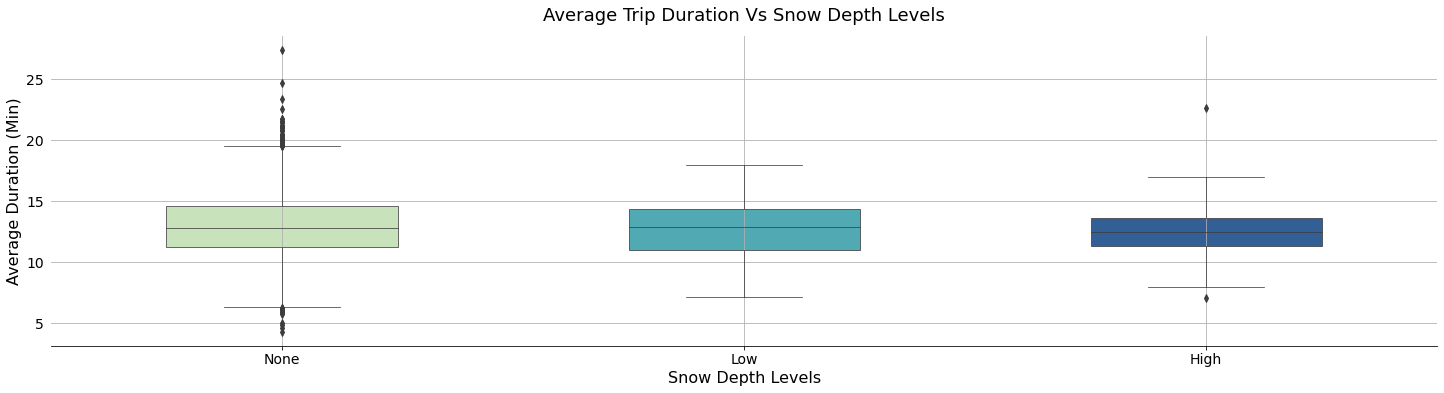 Average Trip Duration Vs Snow Depth Levels
Average Duration (Min)
25
20
15
10
5
None Low High
Snow Depth Levels